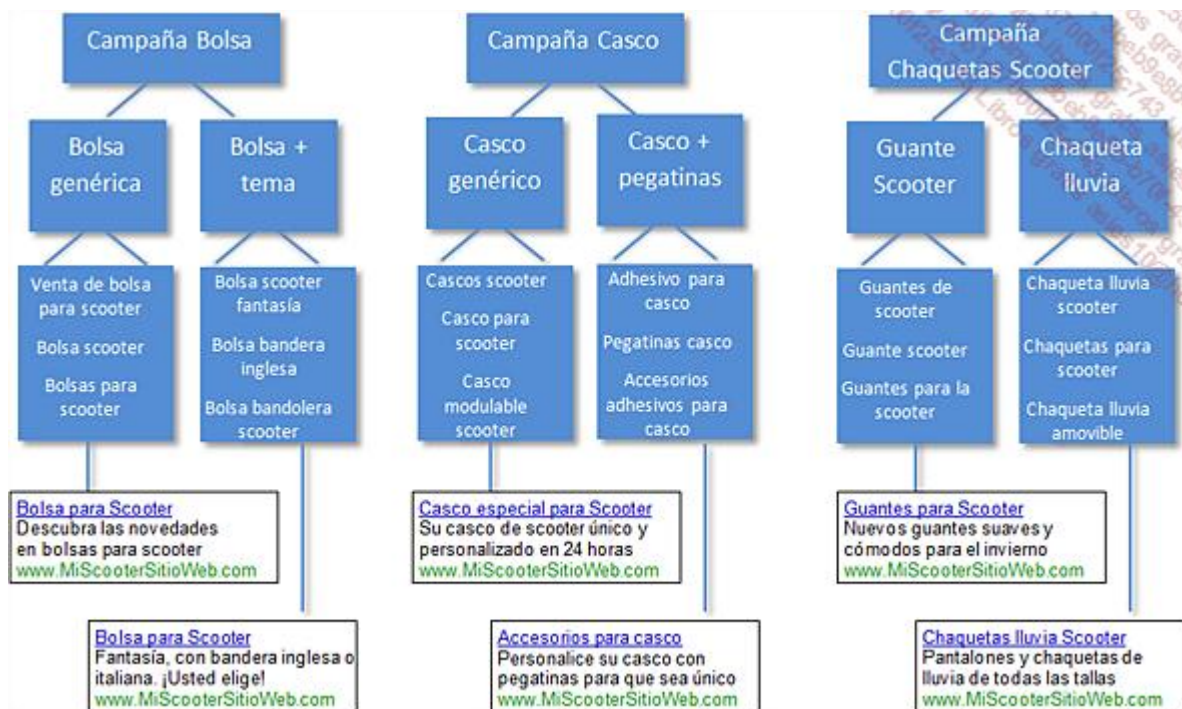 Campaña Bolsa
Bolsa
genérica
Bolsa +
tema
Venta de bolsa
para scooter
Bolsa scooter
Bolsas para
scooter
Bolsa scooter
fantasía
Bolsa bandera
inglesa
Bolsa bandolera
scooter
Bolsa para Scooter
Descubra las novedades
en bolsas para scooter
www.MiScooterSitioWeb.com
Bolsa para Scooter
Fantasía, con bandera inglesa o
italiana. ¡Usted elige!
www.MiScooterSitioWeb.com
Campaña Casco
Casco
genérico
Casco +
pegatinas
Cascos scooter
Casco para
scooter
Casco
modulable
scooter
Adhesivo para
casco
Pegatinas casco
Accesorios
adhesivos para
casco
Casco especial para Scooter
Su casco de scooter único y
personalizado en 24 horas
www.MiScooterSitioWeb.com
Accesorios para casco
Personalice su casco con
pegatinas para que sea único
www.MiScooterSitioWeb.com
Campaña
Chaquetas Scooter
Guante
Scooter
Chaqueta
lluvia
Guantes de
scooter
Guante scooter
Guantes para la
scooter
Chaqueta lluvia
scooter
Chaquetas para
scooter
Chaqueta lluvia
amovible
Guantes para Scooter
Nuevos guantes suaves y
cómodos para el invierno
www.MiScooterSitioWeb.com
Chaquetas lluvia Scooter
Pantalones y chaquetas de
lluvia de todas las tallas
www.MiScooterSitioWeb.com